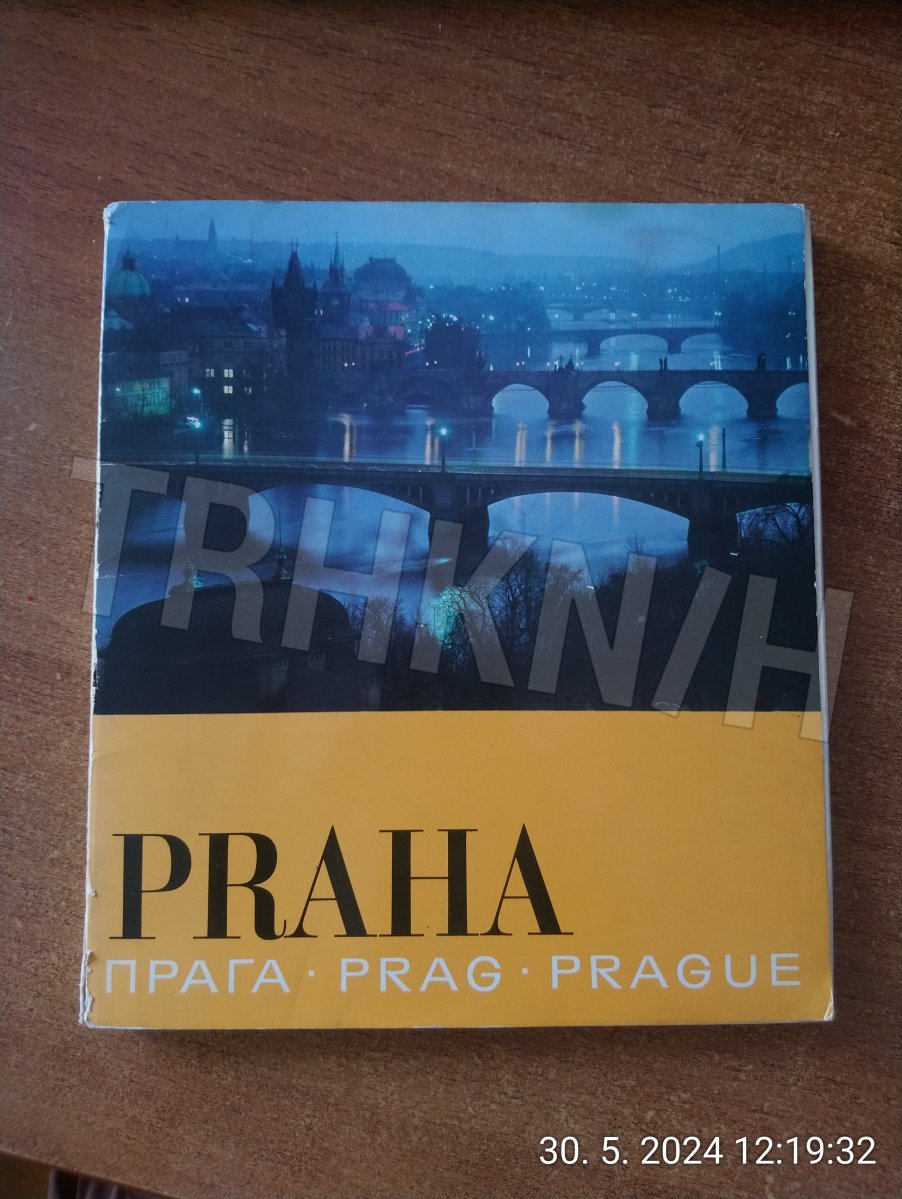 TRHKNIH
PRAHA
ПРАГА · PRAG · PRAGUE
30. 5. 2024 12:19:32